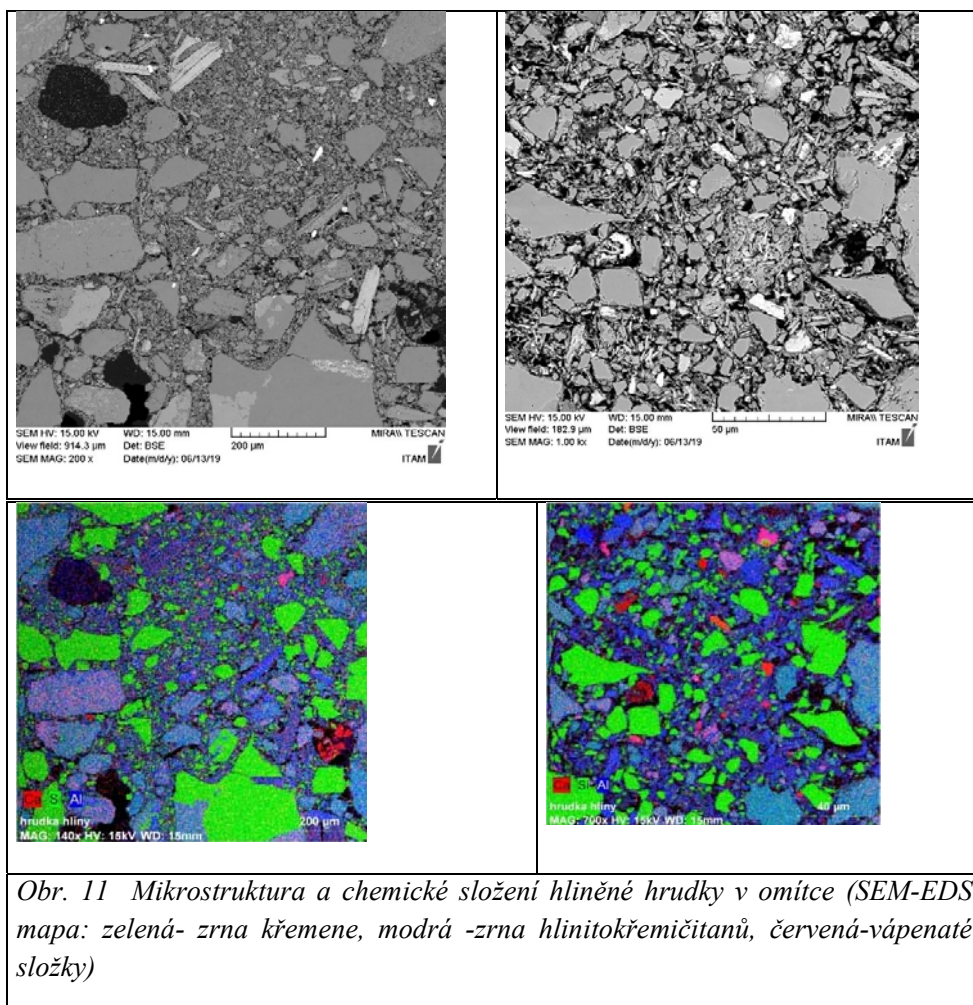 SEM HV: 15.00 kV WD: 15.00 mm MIRA\\ TESCAN
View field: 914.3 µm Det: BSE 200 µm
SEM MAG: 200 x Date(m/d/y): 06/13/19 ITAM
SEM HV: 15.00 kV WD: 15.00 mm MIRA\\ TESCAN
View field: 182.9 µm Det: BSE 50 µm
SEM MAG: 1.00 kx Date(m/d/y): 06/13/19 ITAM
Ca Si Al
hrudka hliny 200 µm
MAG: 140x HV: 15kV WD: 15mm
Ca Si Al
hrudka hliny 40 µm
MAG: 700x HV: 15kV WD: 15mm
Obr. 11 Mikrostruktura a chemické složení hliněné hrudky v omítce (SEM-EDS
mapa: zelená- zrna křemene, modrá -zrna hlinitokřemičitanů, červená-vápenaté
složky)